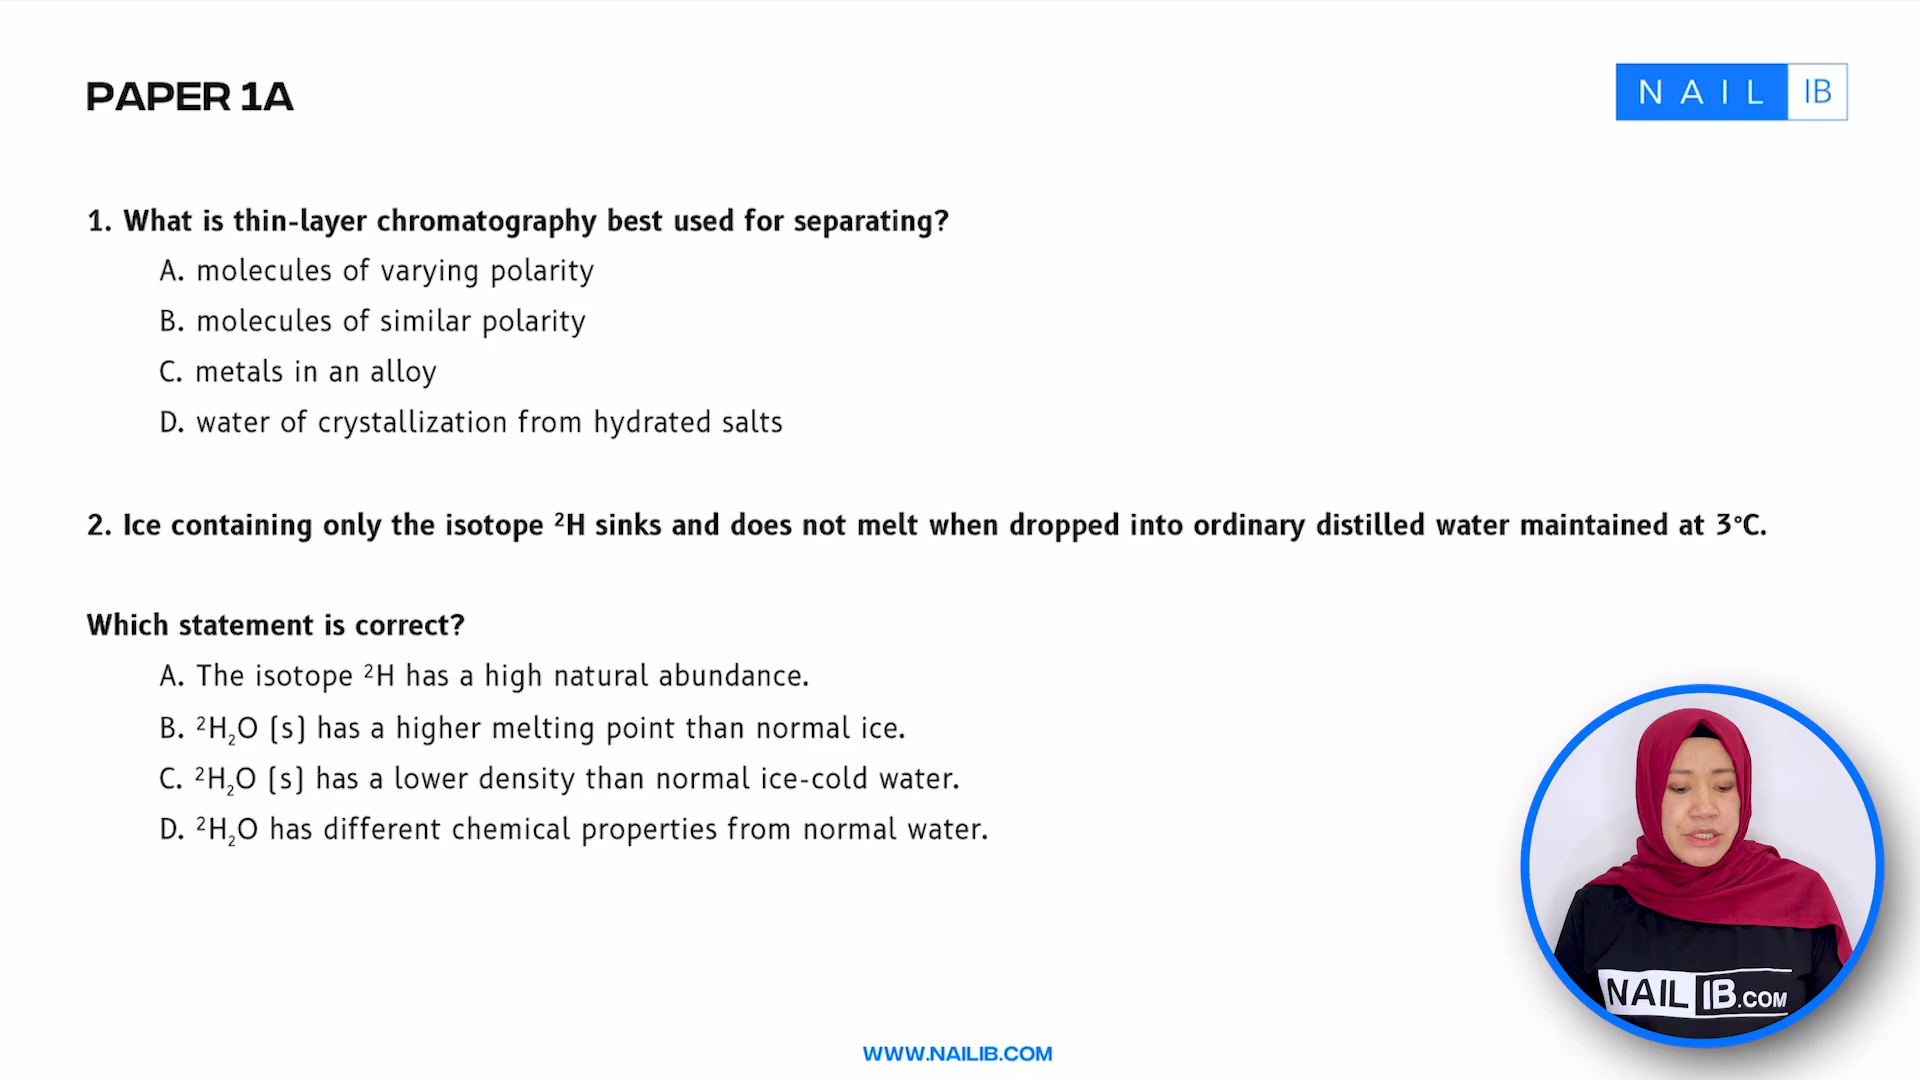 PAPER 1A
NAIL IB
1. What is thin-layer chromatography best used for separating?
A. molecules of varying polarity
B. molecules of similar polarity
C. metals in an alloy
D. water of crystallization from hydrated salts
2. Ice containing only the isotope ²H sinks and does not melt when dropped into ordinary distilled water maintained at 3°C.
Which statement is correct?
A. The isotope ²H has a high natural abundance.
B. ²H₂O (s) has a higher melting point than normal ice.
C. ²H₂O (s) has a lower density than normal ice-cold water.
D. ²H₂O has different chemical properties from normal water.
NAIL IB.COM
WWW.NAILIB.COM